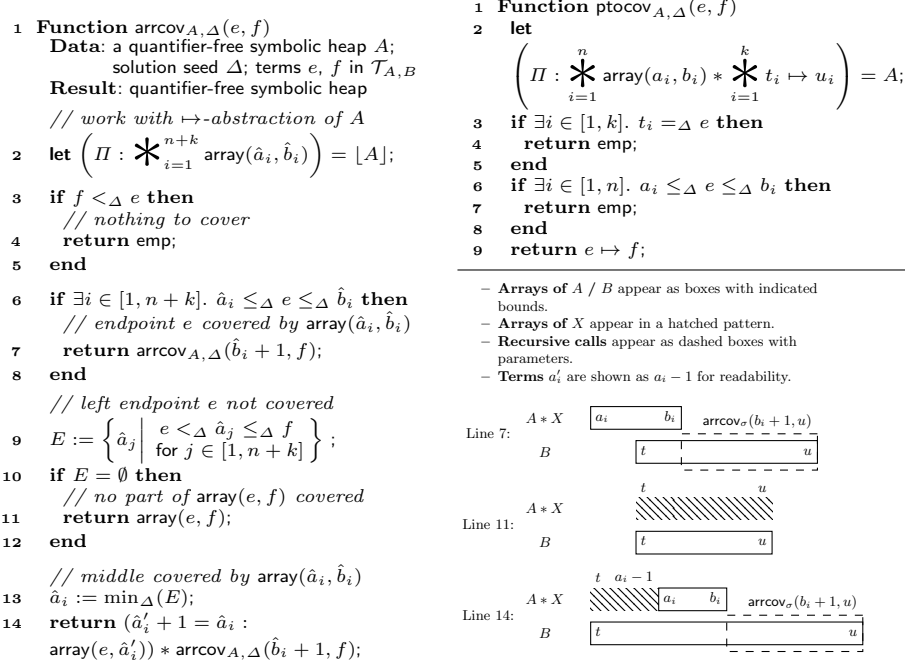 1 Function arrcov_{A,Δ}(e, f)
Data: a quantifier-free symbolic heap A;
solution seed Δ; terms e, f in 𝒯_{A,B}
Result: quantifier-free symbolic heap
// work with ↦-abstraction of A
2 let (Π : ✱_{i=1}^{n+k} array(â_i, b̂_i)) = ⌊A⌋;
3 if f <_Δ e then
// nothing to cover
4 return emp;
5 end
6 if ∃i ∈ [1, n + k]. â_i ≤_Δ e ≤_Δ b̂_i then
// endpoint e covered by array(â_i, b̂_i)
7 return arrcov_{A,Δ}(b̂_i + 1, f);
8 end
// left endpoint e not covered
9 E := { â_j | e <_Δ â_j ≤_Δ f
for j ∈ [1, n + k] } ;
10 if E = ∅ then
// no part of array(e, f) covered
11 return array(e, f);
12 end
// middle covered by array(â_i, b̂_i)
13 â_i := min_Δ(E);
14 return (â′_i + 1 = â_i :
array(e, â′_i)) ∗ arrcov_{A,Δ}(b̂_i + 1, f);
1 Function ptocov_{A,Δ}(e, f)
2 let
(Π : ✱_{i=1}^{n} array(a_i, b_i) ∗ ✱_{i=1}^{k} t_i ↦ u_i) = A;
3 if ∃i ∈ [1, k]. t_i =_Δ e then
4 return emp;
5 end
6 if ∃i ∈ [1, n]. a_i ≤_Δ e ≤_Δ b_i then
7 return emp;
8 end
9 return e ↦ f;
– Arrays of A / B appear as boxes with indicated
bounds.
– Arrays of X appear in a hatched pattern.
– Recursive calls appear as dashed boxes with
parameters.
– Terms a′_i are shown as a_i − 1 for readability.
Line 7:
A ∗ X a_i b_i arrcov_σ(b_i + 1, u)
B t u
Line 11:
t u
A ∗ X
B t u
Line 14:
t a_i − 1
A ∗ X a_i b_i arrcov_σ(b_i + 1, u)
B t u